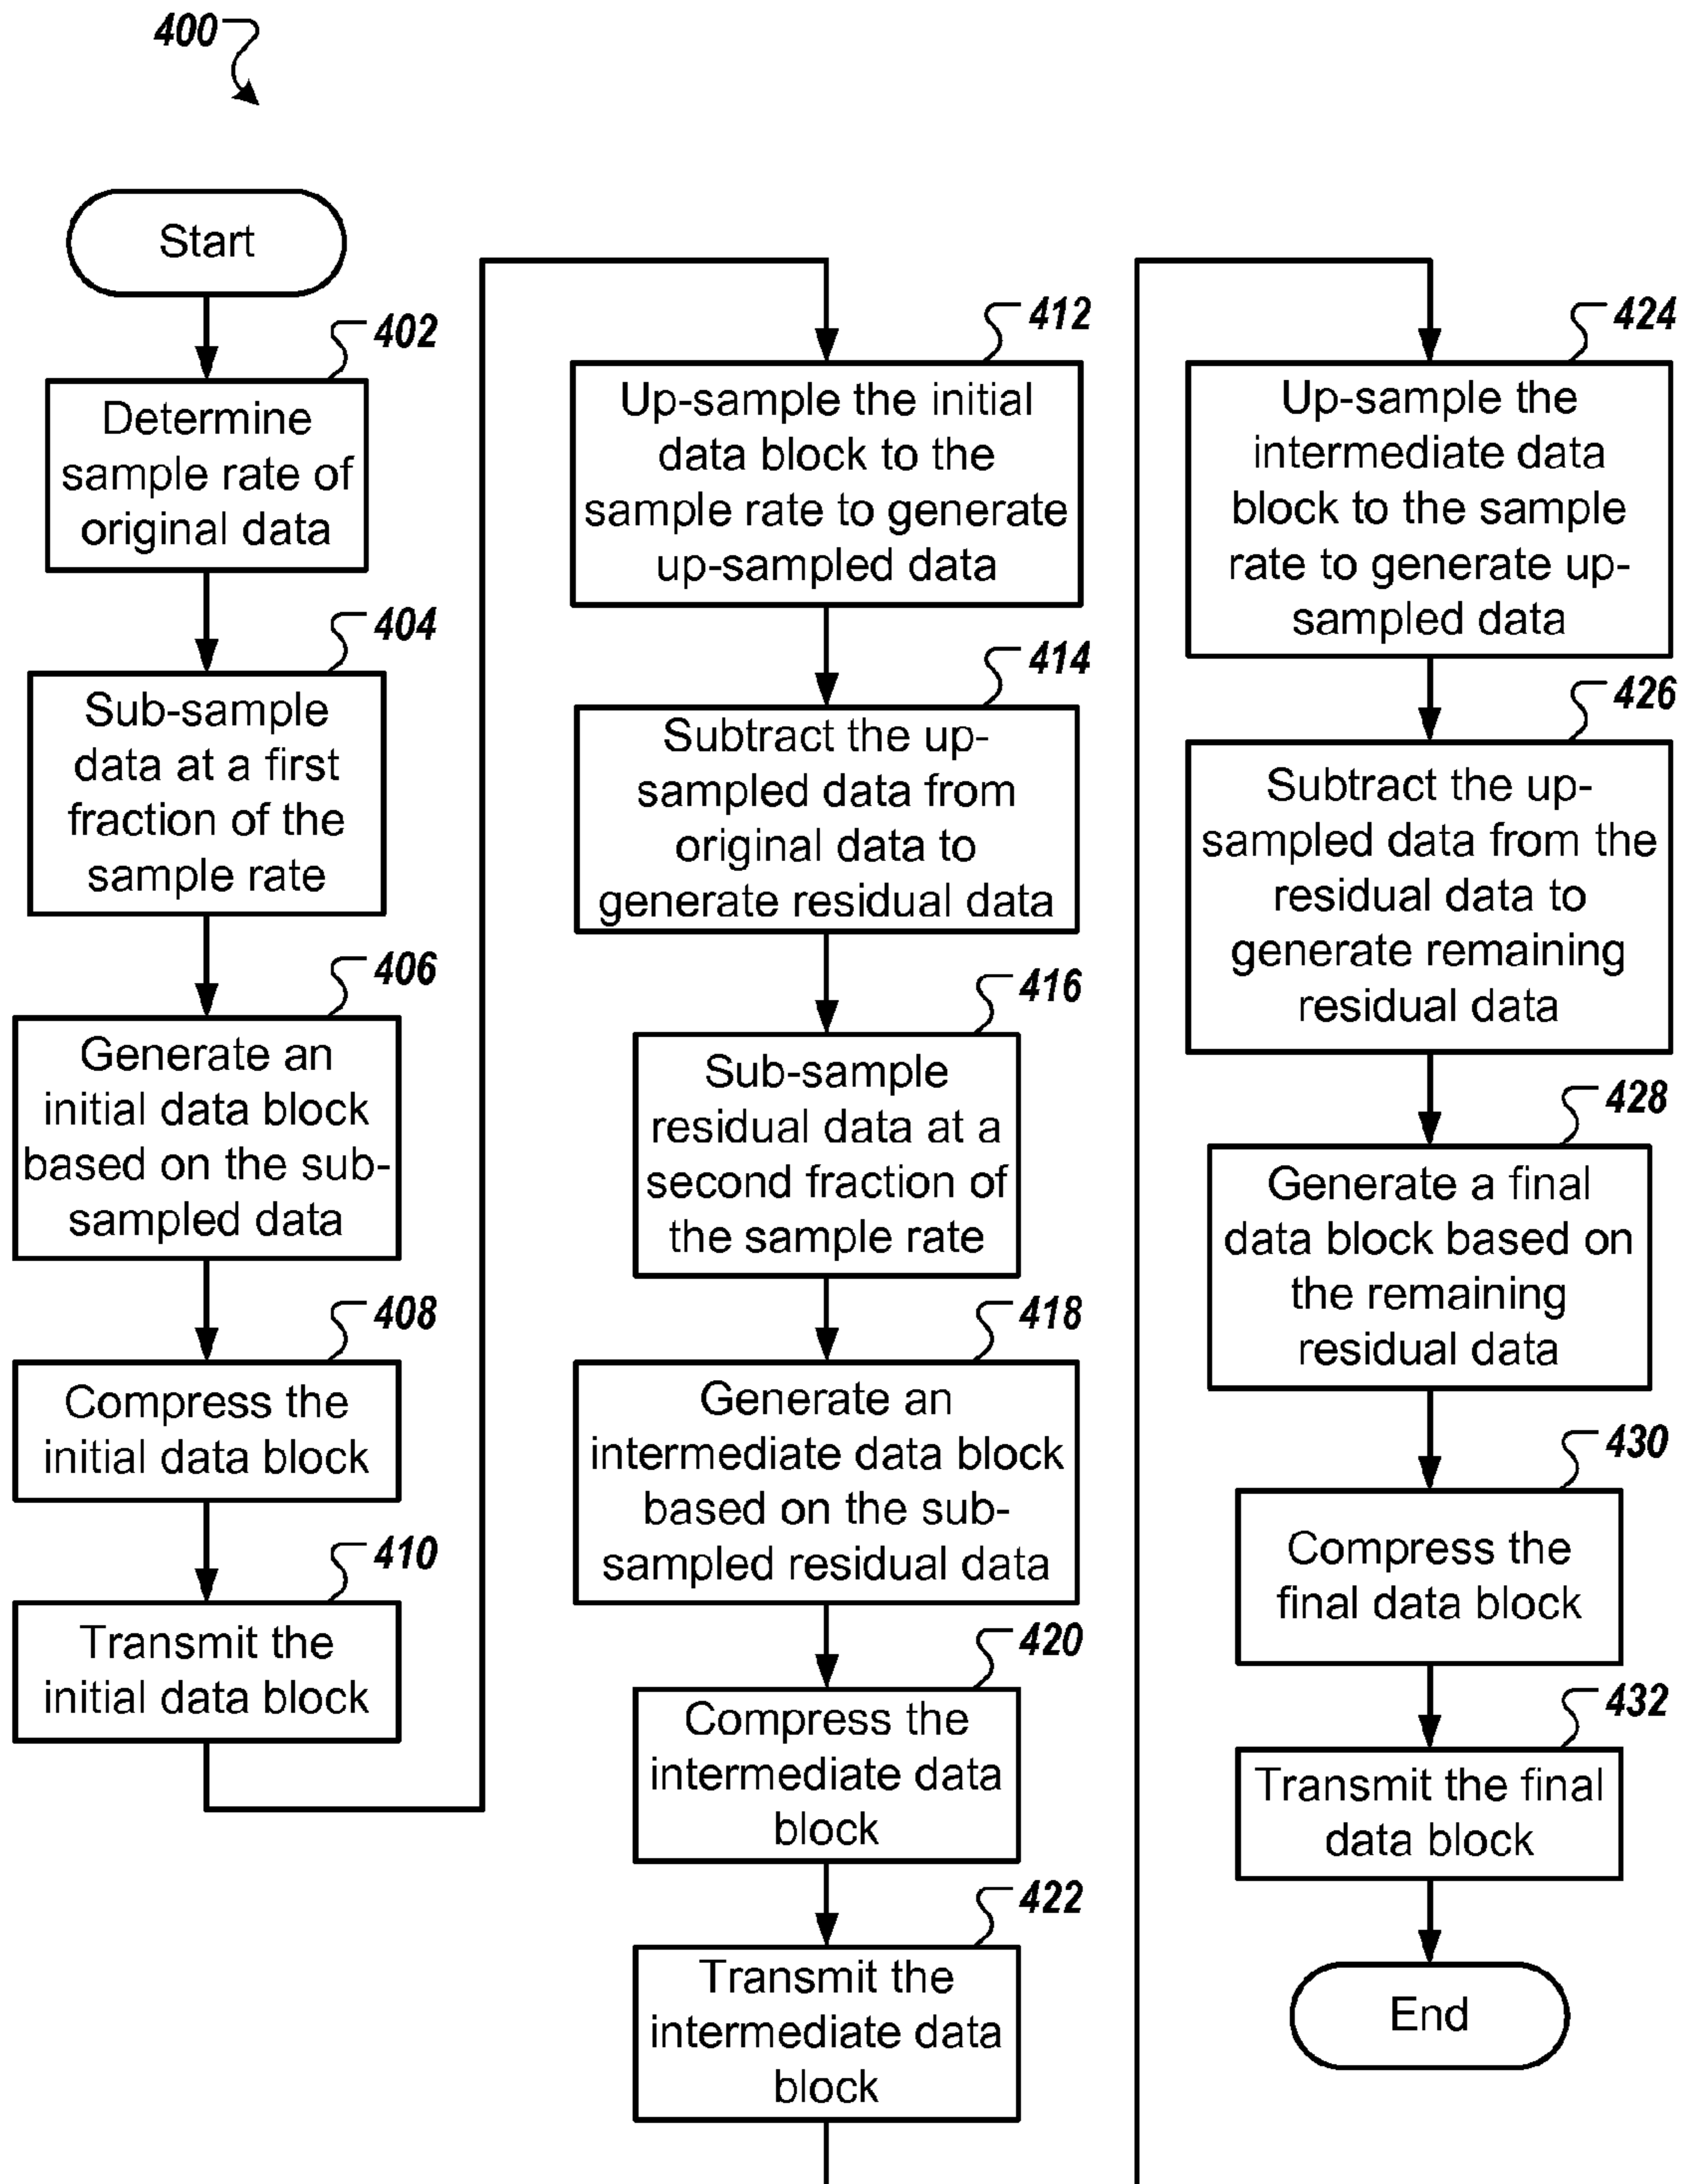 400
Start
402
Determine
sample rate of
original data
404
Sub-sample
data at a first
fraction of the
sample rate
406
Generate an
initial data block
based on the sub-
sampled data
408
Compress the
initial data block
410
Transmit the
initial data block
412
Up-sample the initial
data block to the
sample rate to generate
up-sampled data
414
Subtract the up-
sampled data from
original data to
generate residual data
416
Sub-sample
residual data at a
second fraction of
the sample rate
418
Generate an
intermediate data block
based on the sub-
sampled residual data
420
Compress the
intermediate data
block
422
Transmit the
intermediate data
block
424
Up-sample the
intermediate data
block to the sample
rate to generate up-
sampled data
426
Subtract the up-
sampled data from the
residual data to
generate remaining
residual data
428
Generate a final
data block based on
the remaining
residual data
430
Compress the
final data block
432
Transmit the final
data block
End